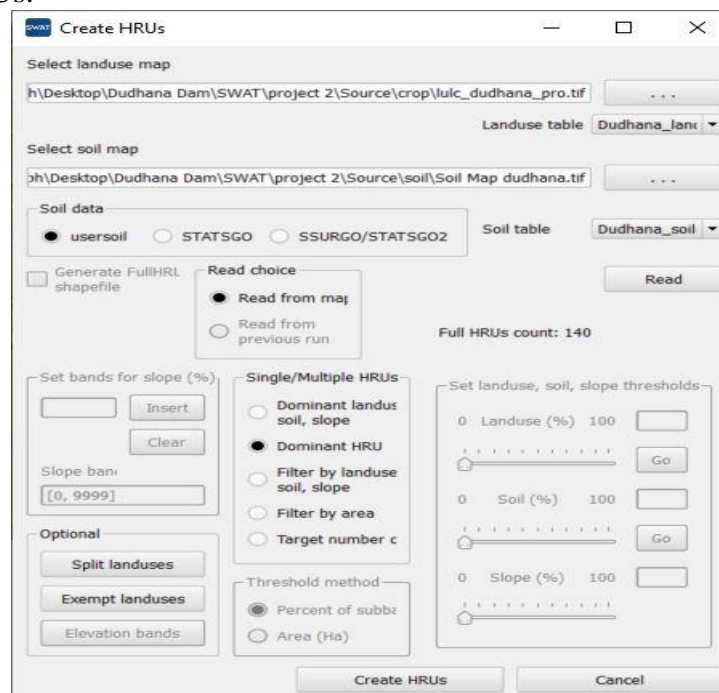 Os.
SWAT Create HRUs
Select landuse map
h\Desktop\Dudhana Dam\SWAT\project 2\Source\crop\lulc_dudhana_pro.tif
...
Landuse table Dudhana_lanc
Select soil map
ph\Desktop\Dudhana Dam\SWAT\project 2\Source\soil\Soil Map dudhana.tif
...
Soil data
usersoil STATSGO SSURGO/STATSGO2
Soil table Dudhana_soil
Generate FullHRU
shapefile
Read choice
Read from map
Read from
previous run
Read
Full HRUs count: 140
Set bands for slope (%)
Insert
Clear
Slope ban
[0, 9999]
Optional
Split landuses
Exempt landuses
Elevation bands
Single/Multiple HRUs
Dominant landus
soil, slope
Dominant HRU
Filter by landuse
soil, slope
Filter by area
Target number c
Threshold method
Percent of subba
Area (Ha)
Set landuse, soil, slope thresholds
0 Landuse (%) 100
Go
0 Soil (%) 100
Go
0 Slope (%) 100
Create HRUs
Cancel